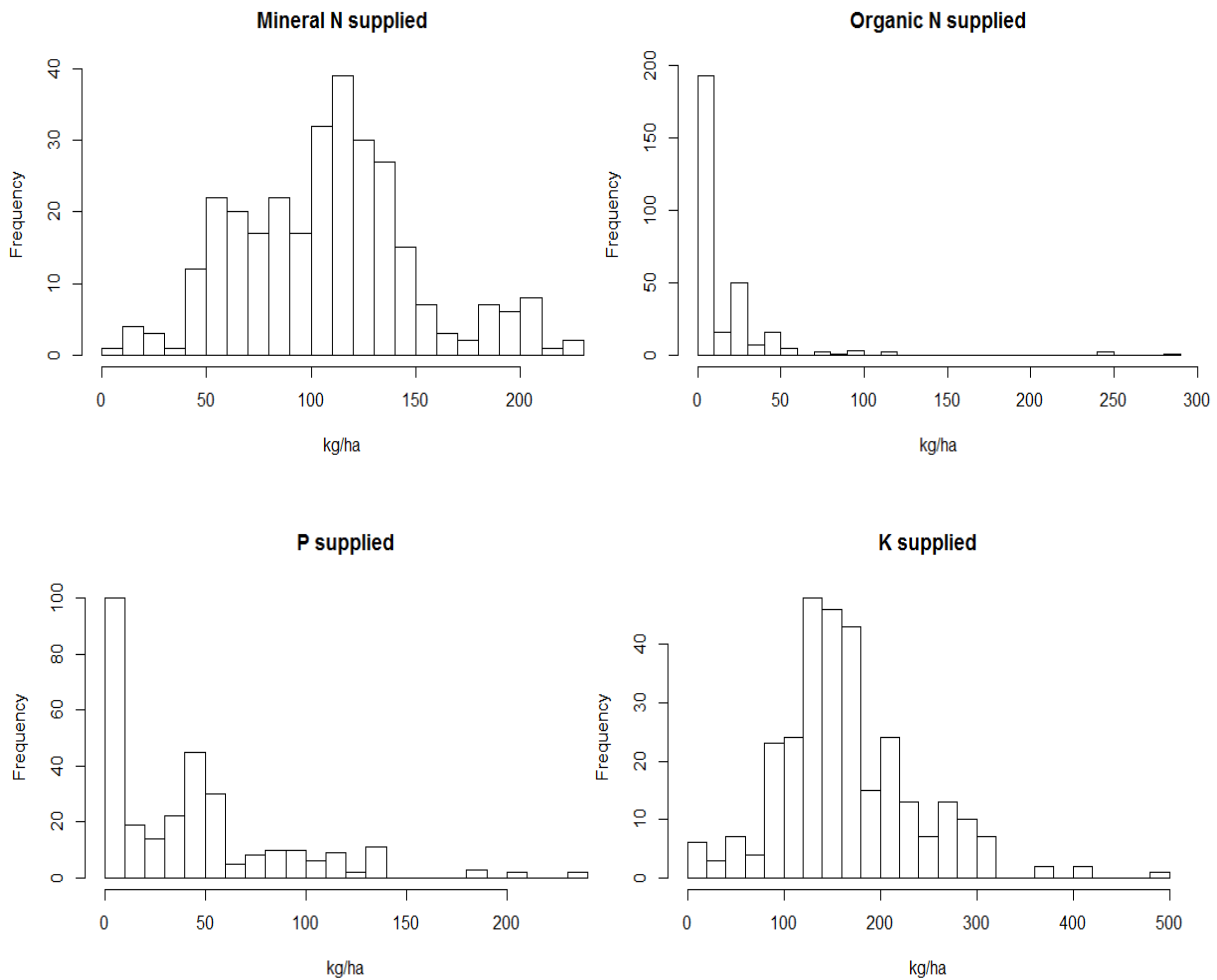 Mineral N supplied
Frequency
0 10 20 30 40
0 50 100 150 200
kg/ha
Organic N supplied
Frequency
0 50 100 150 200
0 50 100 150 200 250 300
kg/ha
P supplied
Frequency
0 20 40 60 80 100
0 50 100 150 200
kg/ha
K supplied
Frequency
0 10 20 30 40
0 100 200 300 400 500
kg/ha